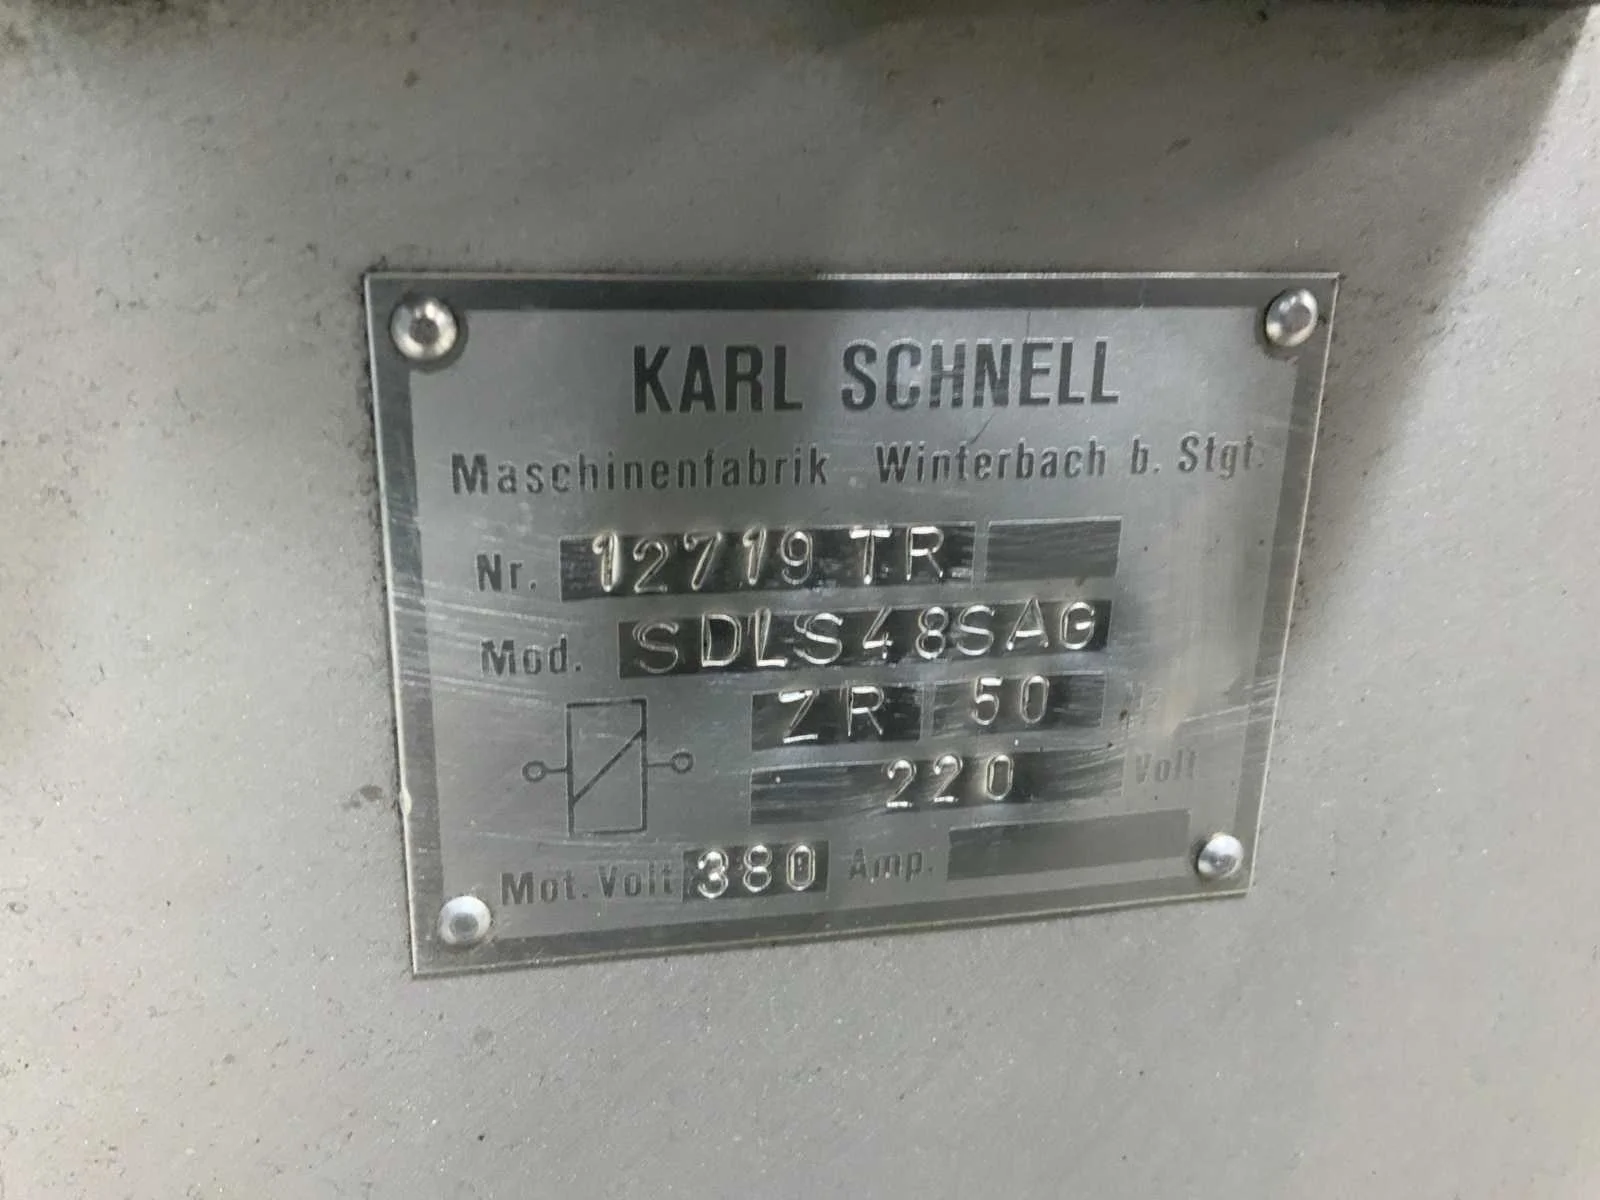 KARL SCHNELL
Maschinenfabrik Winterbach b. Stgt.
Nr. 12719 TR
Mod. SDLS48SAG
ZR 50
220 Volt
Mot. Volt 380 Amp.